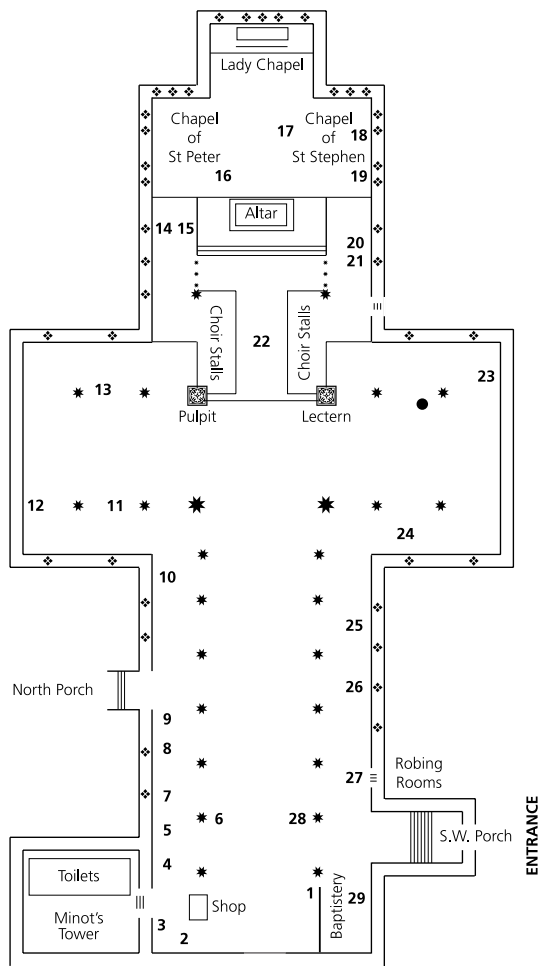 Lady Chapel
Chapel
of
St Peter
17
Chapel
of
St Stephen
18
16
19
14 15
Altar
20
21
Choir Stalls
22
Choir Stalls
13
23
Pulpit
Lectern
12
11
24
10
25
North Porch
26
9
8
27
Robing
Rooms
7
6
28
5
S.W. Porch
ENTRANCE
4
Toilets
1
29
Shop
Baptistery
Minot's
Tower
3
2